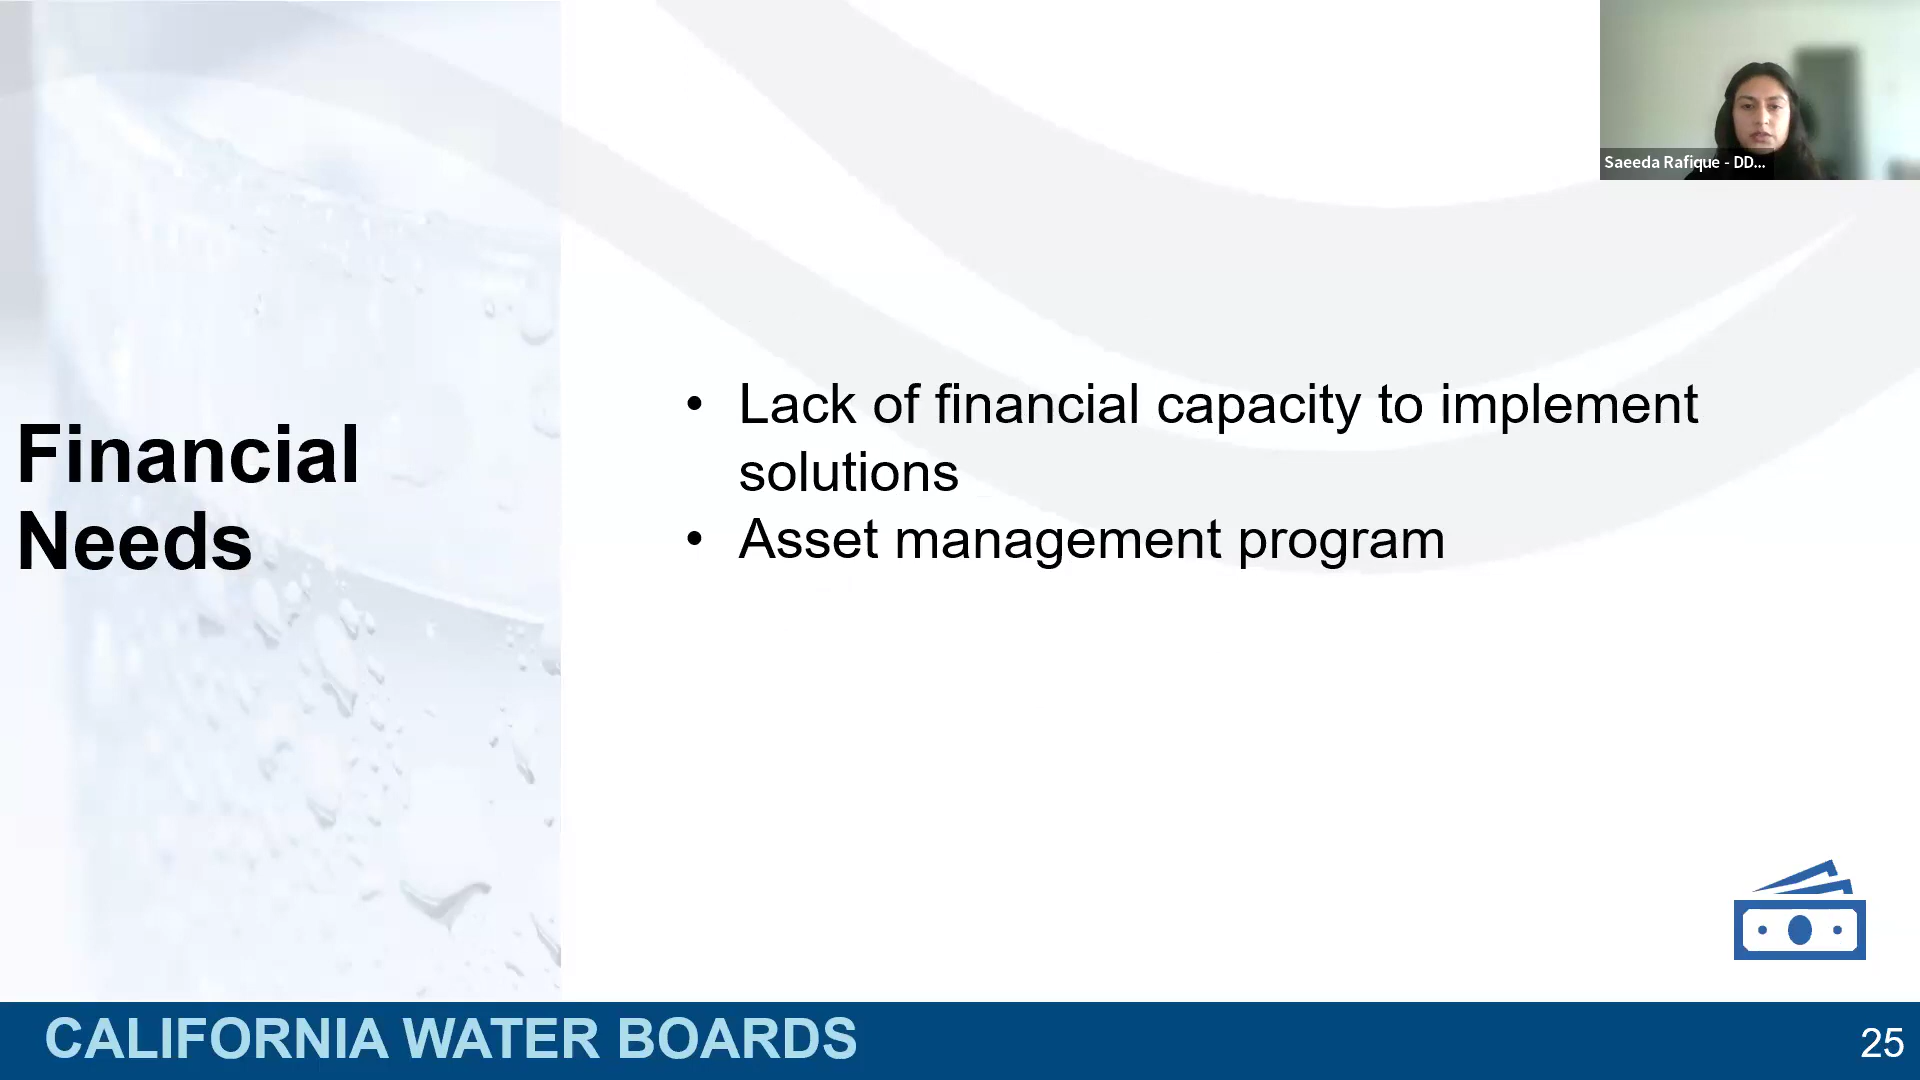 Saeeda Rafique - DD...
Financial
Needs
• Lack of financial capacity to implement
solutions
• Asset management program
CALIFORNIA WATER BOARDS
25